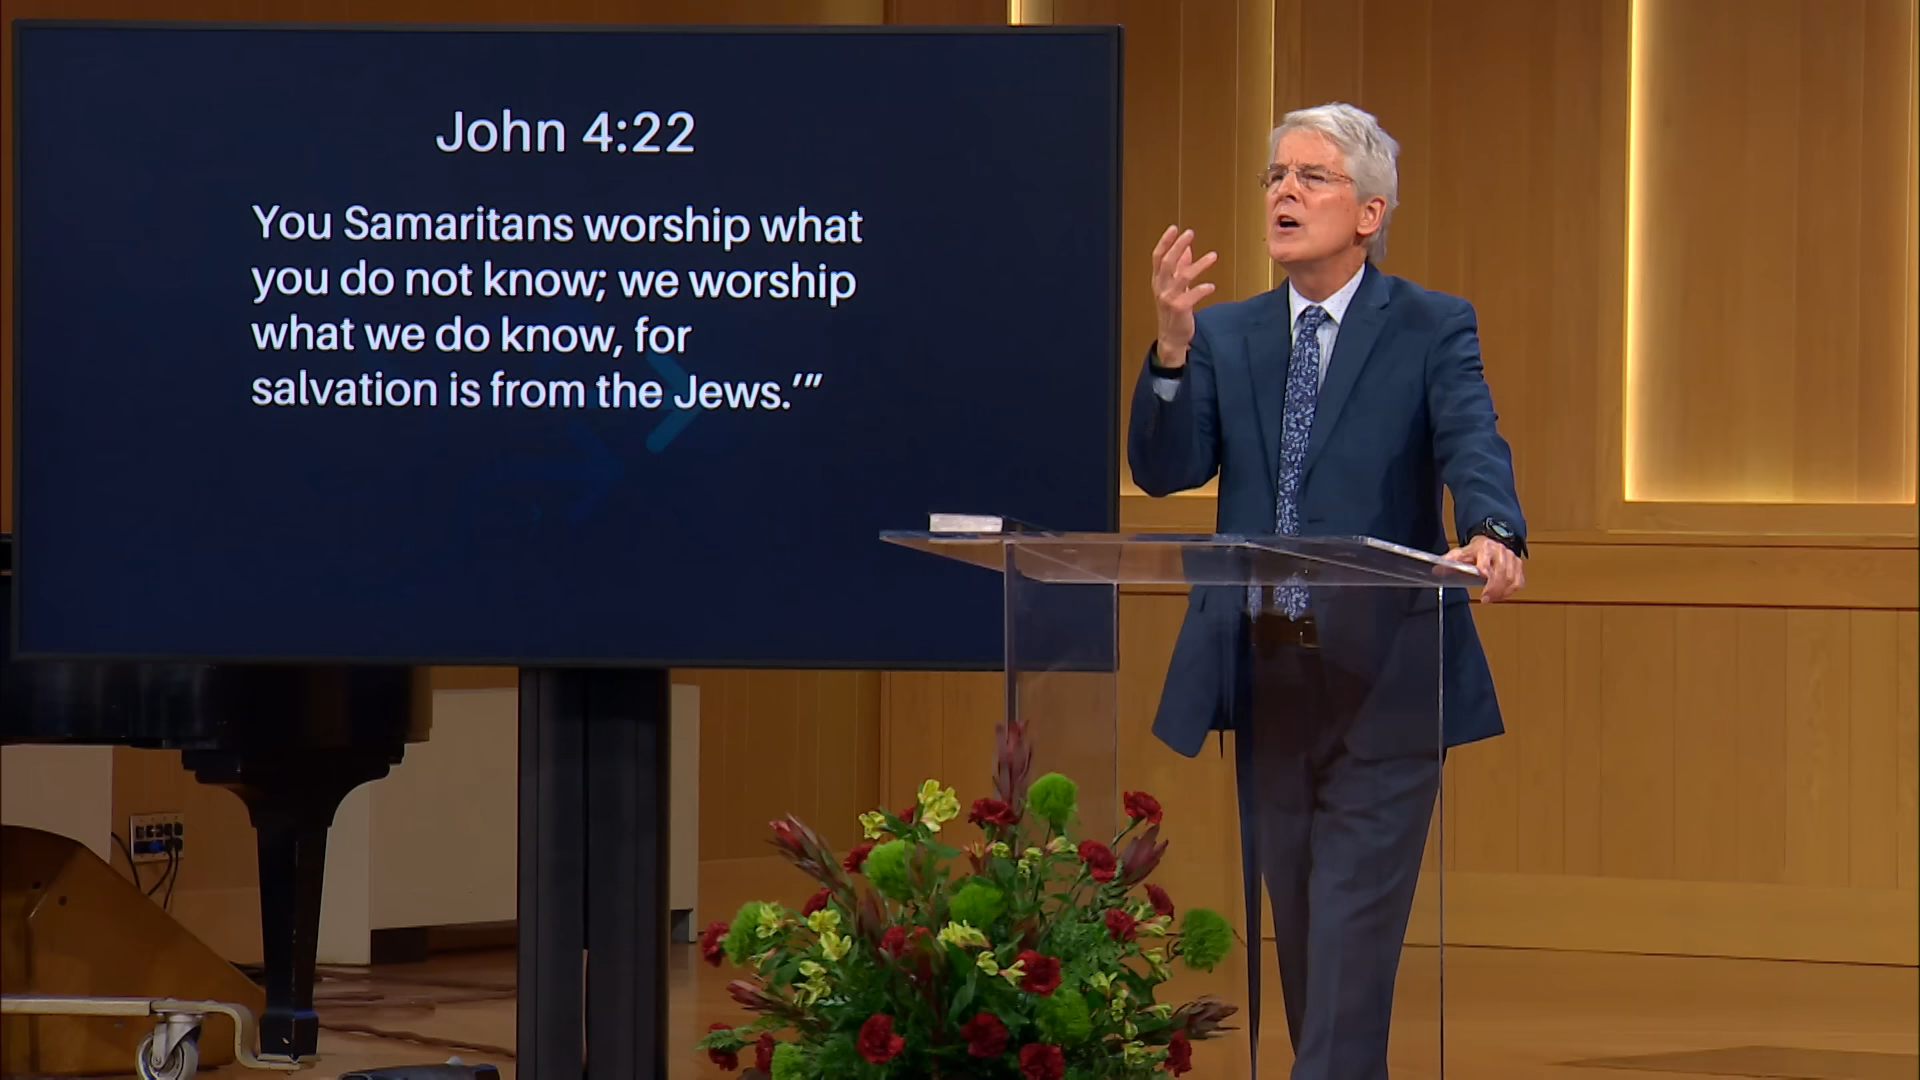 John 4:22
You Samaritans worship what
you do not know; we worship
what we do know, for
salvation is from the Jews.’”